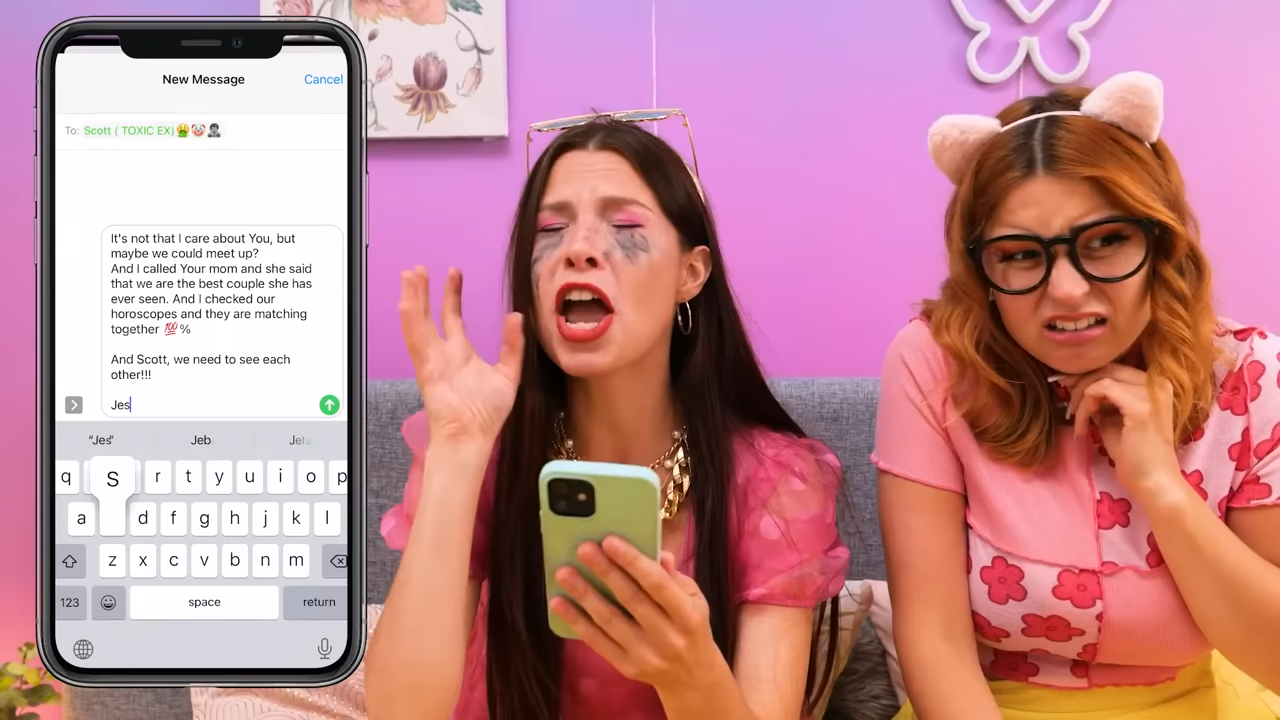 New Message
Cancel
To: Scott ( TOXIC EX)🤮🤡🌚
It's not that I care about You, but
maybe we could meet up?
And I called Your mom and she said
that we are the best couple she has
ever seen. And I checked our
horoscopes and they are matching
together 💯%
And Scott, we need to see each
other!!!
Jes
"Jes"
Jeb
Jela
q
S
r t y u i o p
a
d f g h j k l
z x c v b n m
123
space
return